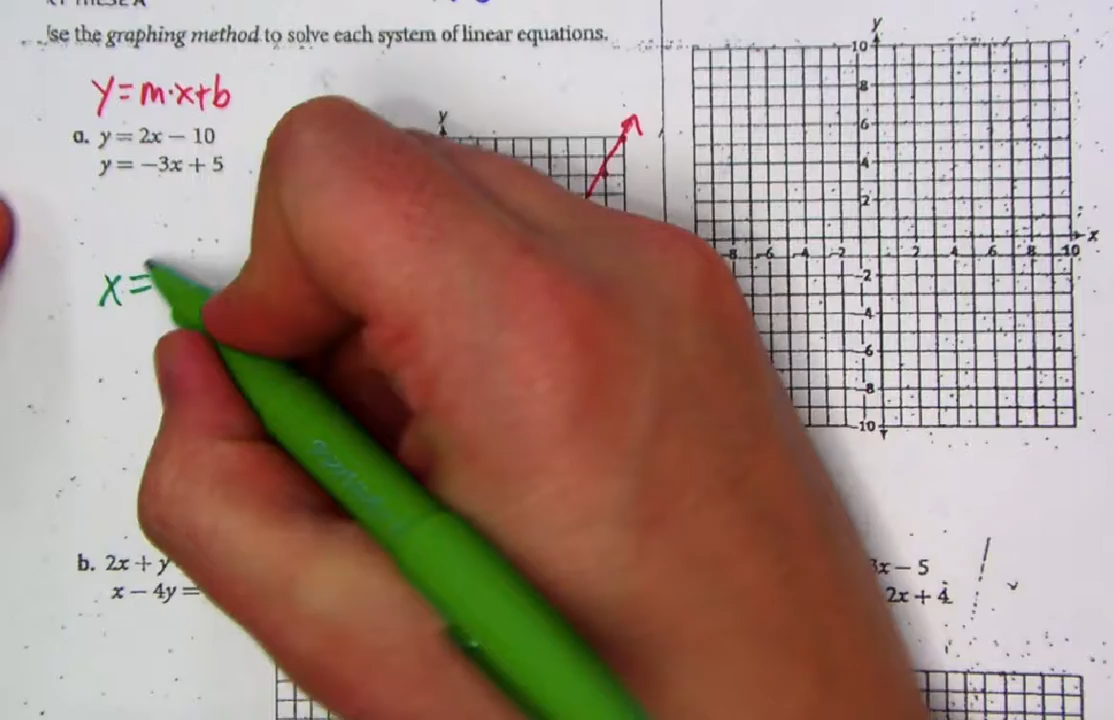 se the graphing method to solve each system of linear equations.
y=m·x+b
a. y = 2x − 10
y = −3x + 5
x=
b. 2x + y
x − 4y =
y
y
10
8
6
4
2
-8 -6 -4 -2 2 4 6 8 10 x
-2
-4
-6
-8
-10
3x − 5
2x + 4